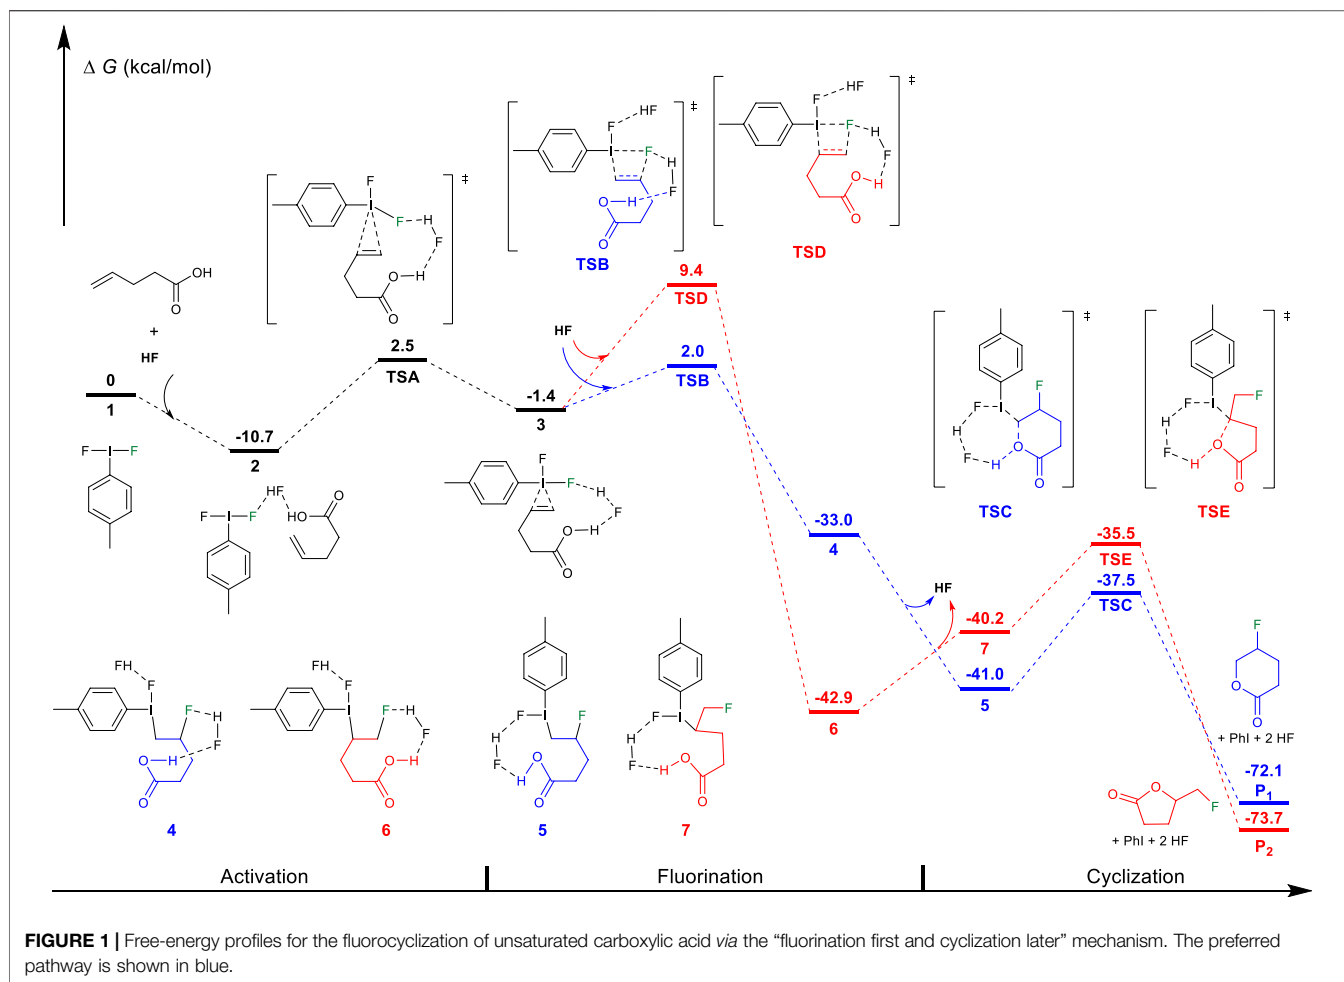 Δ G (kcal/mol)
‡
‡
‡
F
HF
I
F
H
F
O
H
O
TSB
F
HF
I
F
H
F
O
H
O
TSD
F
I
F
H
F
O
H
O
OH
O
+
HF
0
1
-10.7
2
2.5
TSA
-1.4
3
HF
9.4
TSD
2.0
TSB
‡
‡
F
F
I
H
F
H
O
O
TSC
F
F
I
H
F
H
O
O
TSE
F
I
F
F
I
F
HF
HO
O
F
I
F
H
F
O
H
O
-33.0
4
HF
-35.5
TSE
-37.5
TSC
-40.2
7
-41.0
5
-42.9
6
FH
F
I
F
H
F
O
H
O
4
FH
F
I
F
H
F
O
H
O
6
F
I
F
H
F
H
O
O
5
F
I
F
H
F
H
O
O
7
F
O
O
+ PhI + 2 HF
-72.1
P1
-73.7
P2
O
O
F
+ PhI + 2 HF
Activation
Fluorination
Cyclization
FIGURE 1 | Free-energy profiles for the fluorocyclization of unsaturated carboxylic acid via the “fluorination first and cyclization later” mechanism. The preferred
pathway is shown in blue.